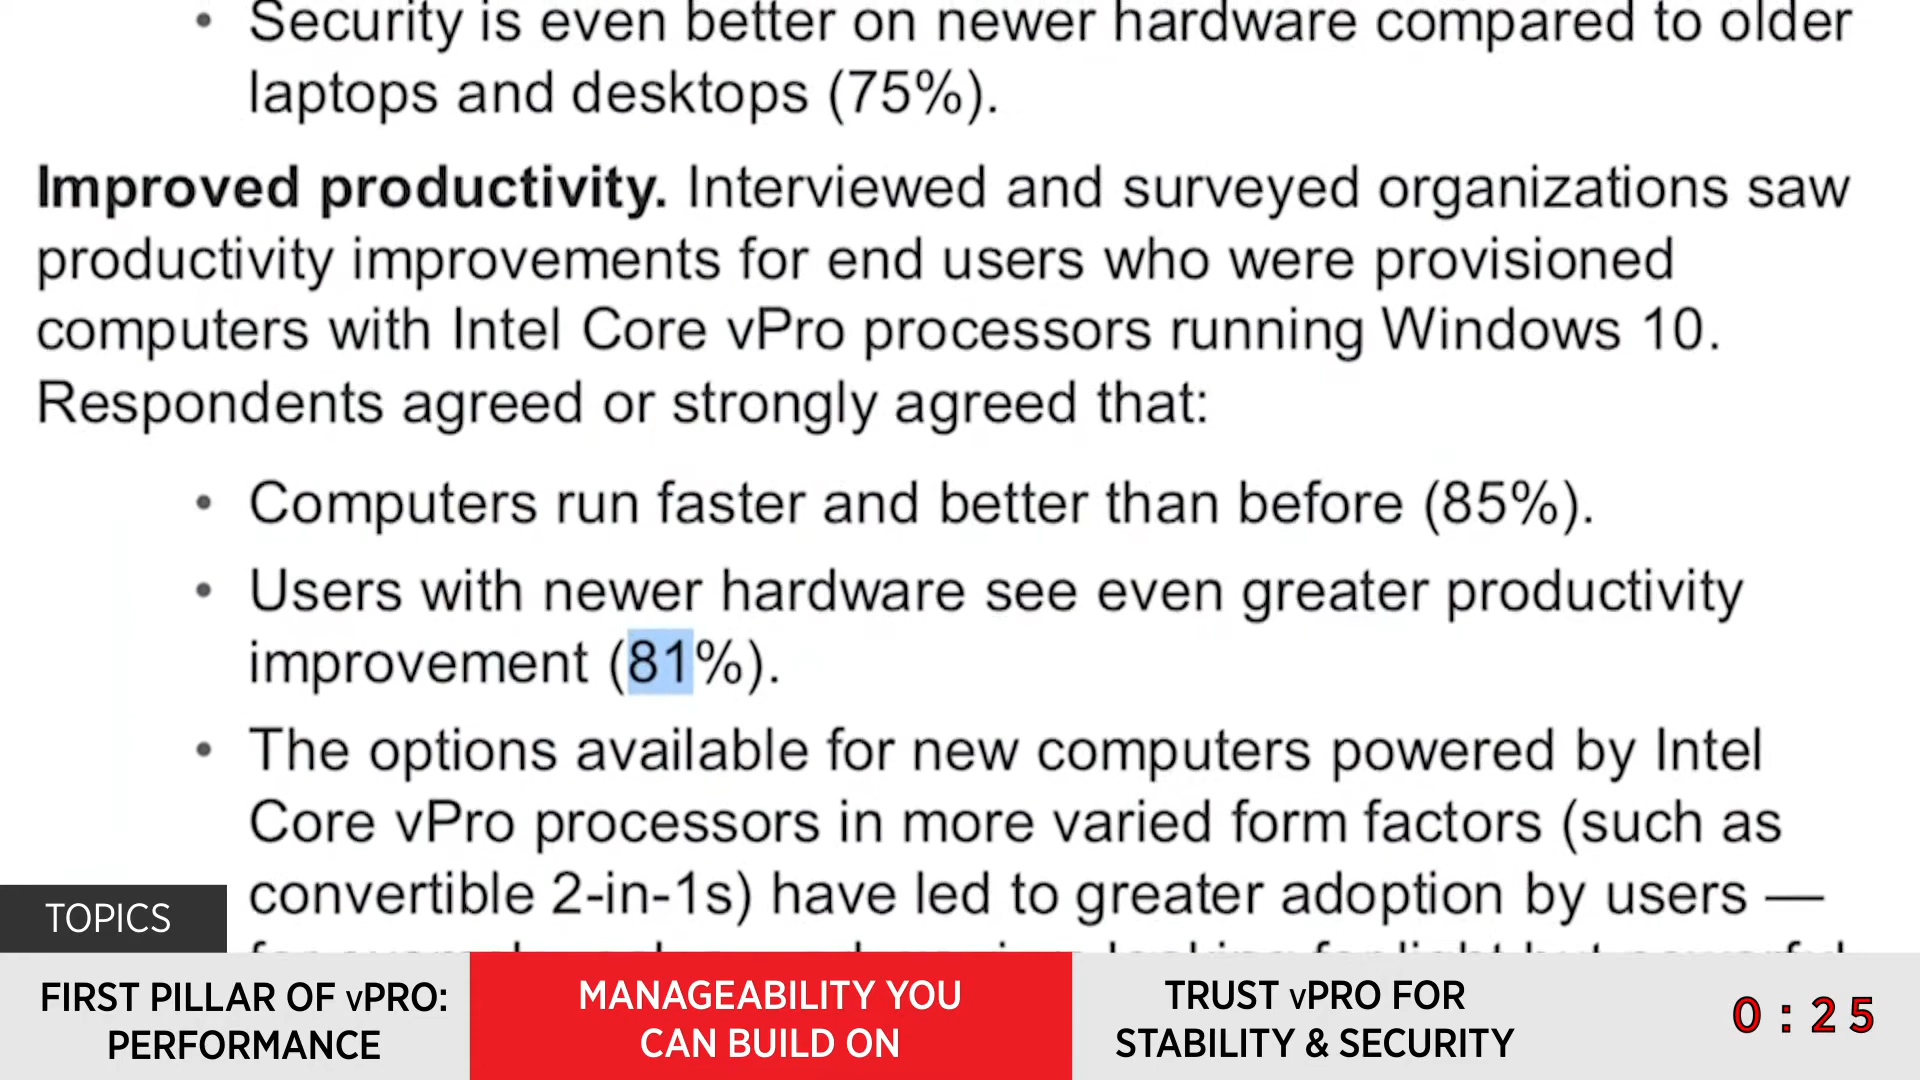 • Security is even better on newer hardware compared to older
laptops and desktops (75%).
Improved productivity. Interviewed and surveyed organizations saw
productivity improvements for end users who were provisioned
computers with Intel Core vPro processors running Windows 10.
Respondents agreed or strongly agreed that:
• Computers run faster and better than before (85%).
• Users with newer hardware see even greater productivity
improvement (81%).
• The options available for new computers powered by Intel
Core vPro processors in more varied form factors (such as
convertible 2-in-1s) have led to greater adoption by users —
TOPICS
FIRST PILLAR OF vPRO:
PERFORMANCE
MANAGEABILITY YOU
CAN BUILD ON
TRUST vPRO FOR
STABILITY & SECURITY
0:25